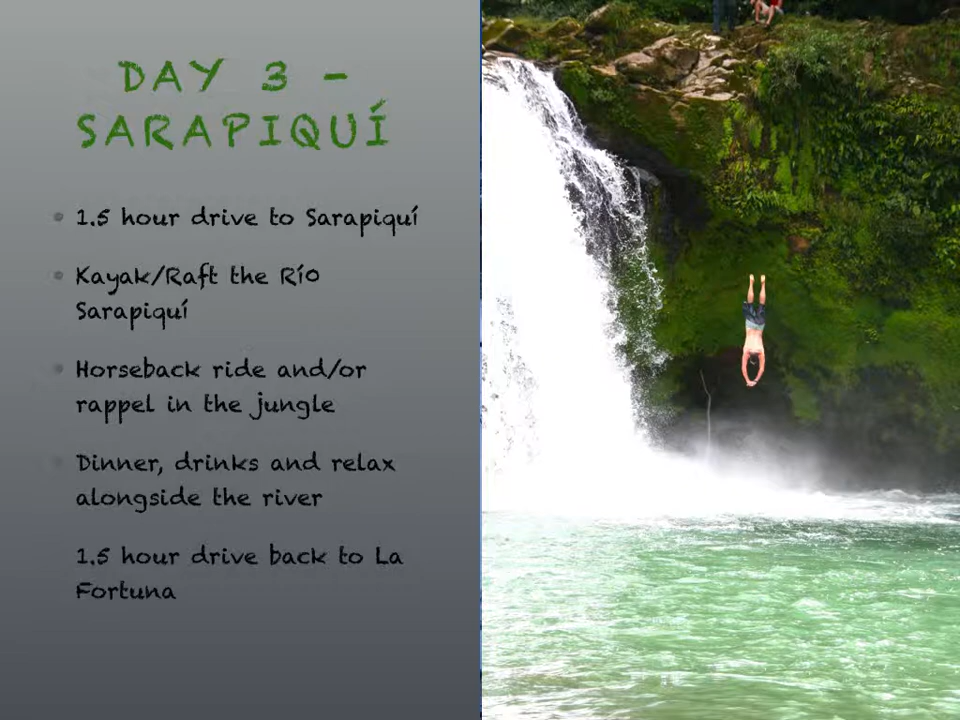 DAY 3 –
SARAPIQUÍ
1.5 hour drive to Sarapiquí
Kayak/Raft the Río
Sarapiquí
Horseback ride and/or
rappel in the jungle
Dinner, drinks and relax
alongside the river
1.5 hour drive back to La
Fortuna